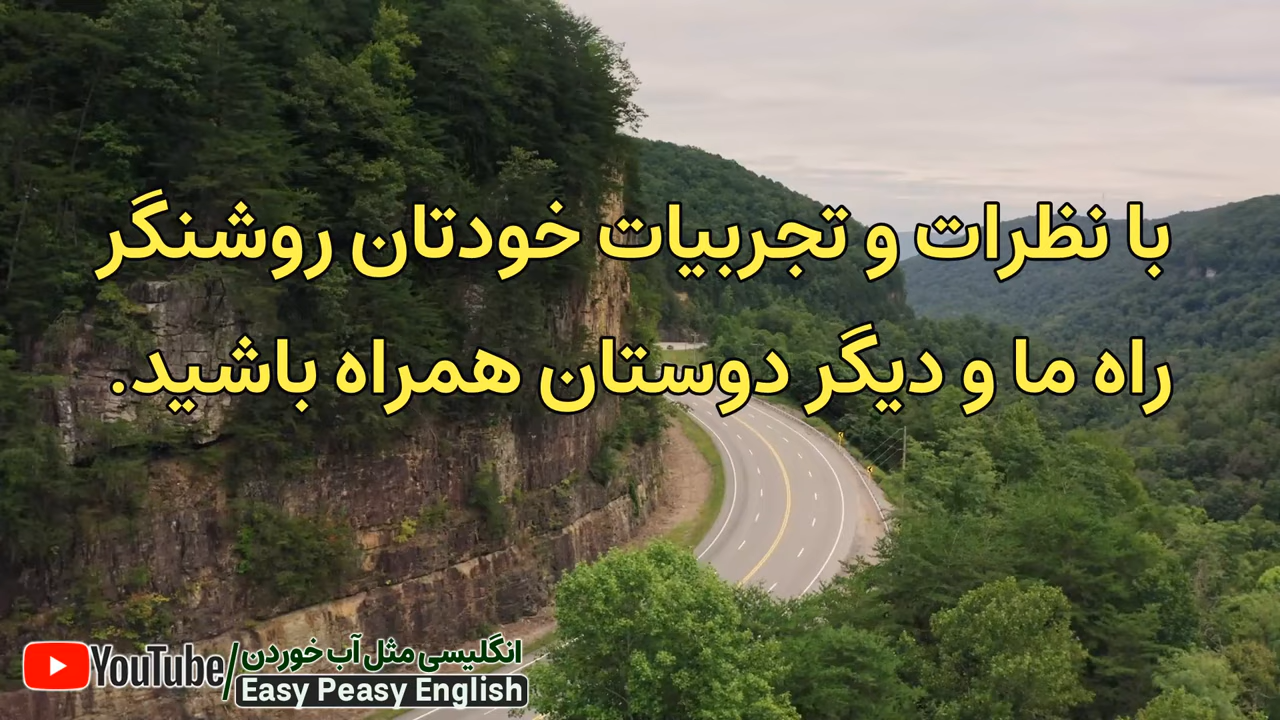 با نظرات و تجربیات خودتان روشنگر
راه ما و دیگر دوستان همراه باشید.
YouTube/انگلیسی مثل آب خوردن
Easy Peasy English